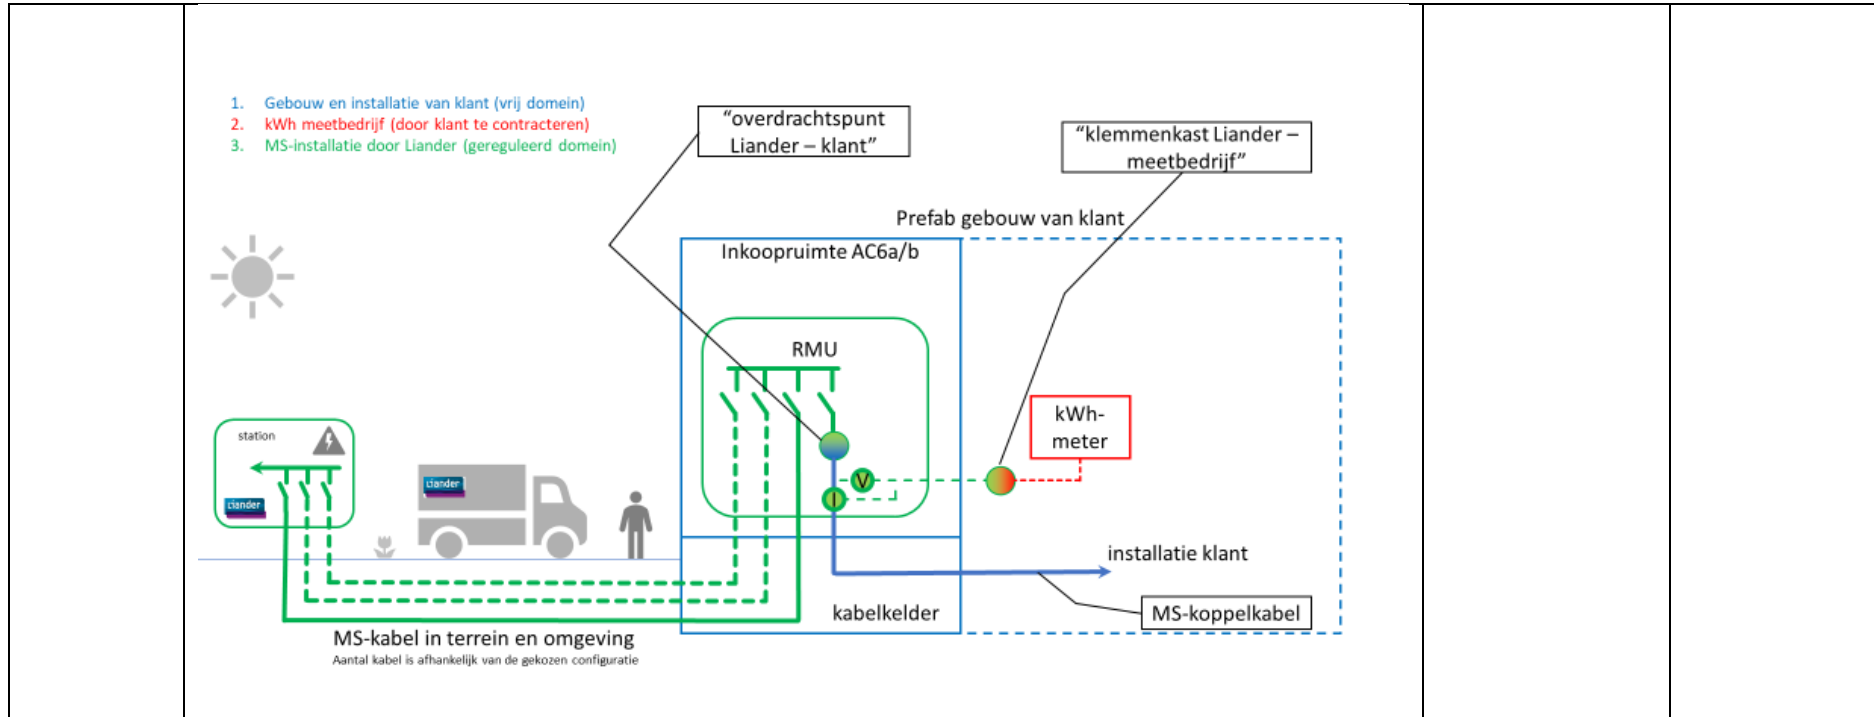 1. Gebouw en installatie van klant (vrij domein)
2. kWh meetbedrijf (door klant te contracteren)
3. MS-installatie door Liander (gereguleerd domein)
“overdrachtspunt
Liander – klant”
“klemmenkast Liander –
meetbedrijf”
Prefab gebouw van klant
Inkoopruimte AC6a/b
RMU
kWh-
meter
station
Liander
Liander
V
I
installatie klant
kabelkelder
MS-koppelkabel
MS-kabel in terrein en omgeving
Aantal kabel is afhankelijk van de gekozen configuratie